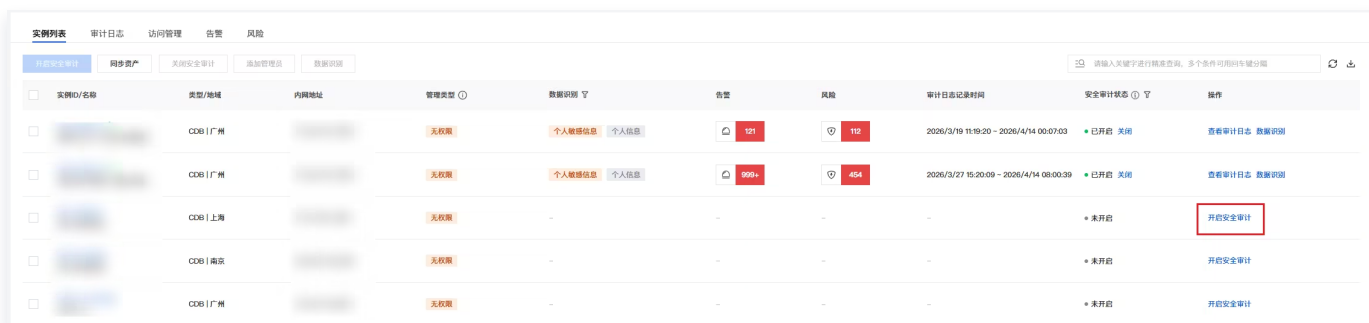 实例列表 审计日志 访问管理 告警 风险
开启安全审计 同步资产 关闭安全审计 添加管理员 数据识别 请输入关键字进行精准查询，多个条件可用回车键分隔
实例ID/名称 类型/地域 内网地址 管理类型 数据识别 告警 风险 审计日志记录时间 安全审计状态 操作
CDB | 广州 无权限 个人敏感信息 个人信息 121 112 2026/3/19 11:19:20 ~ 2026/4/14 00:07:03 已开启 关闭 查看审计日志 数据识别
CDB | 广州 无权限 个人敏感信息 个人信息 999+ 454 2026/3/27 15:20:09 ~ 2026/4/14 08:00:39 已开启 关闭 查看审计日志 数据识别
CDB | 上海 无权限 - - - - 未开启 开启安全审计
CDB | 南京 无权限 - - - - 未开启 开启安全审计
CDB | 广州 无权限 - - - - 未开启 开启安全审计